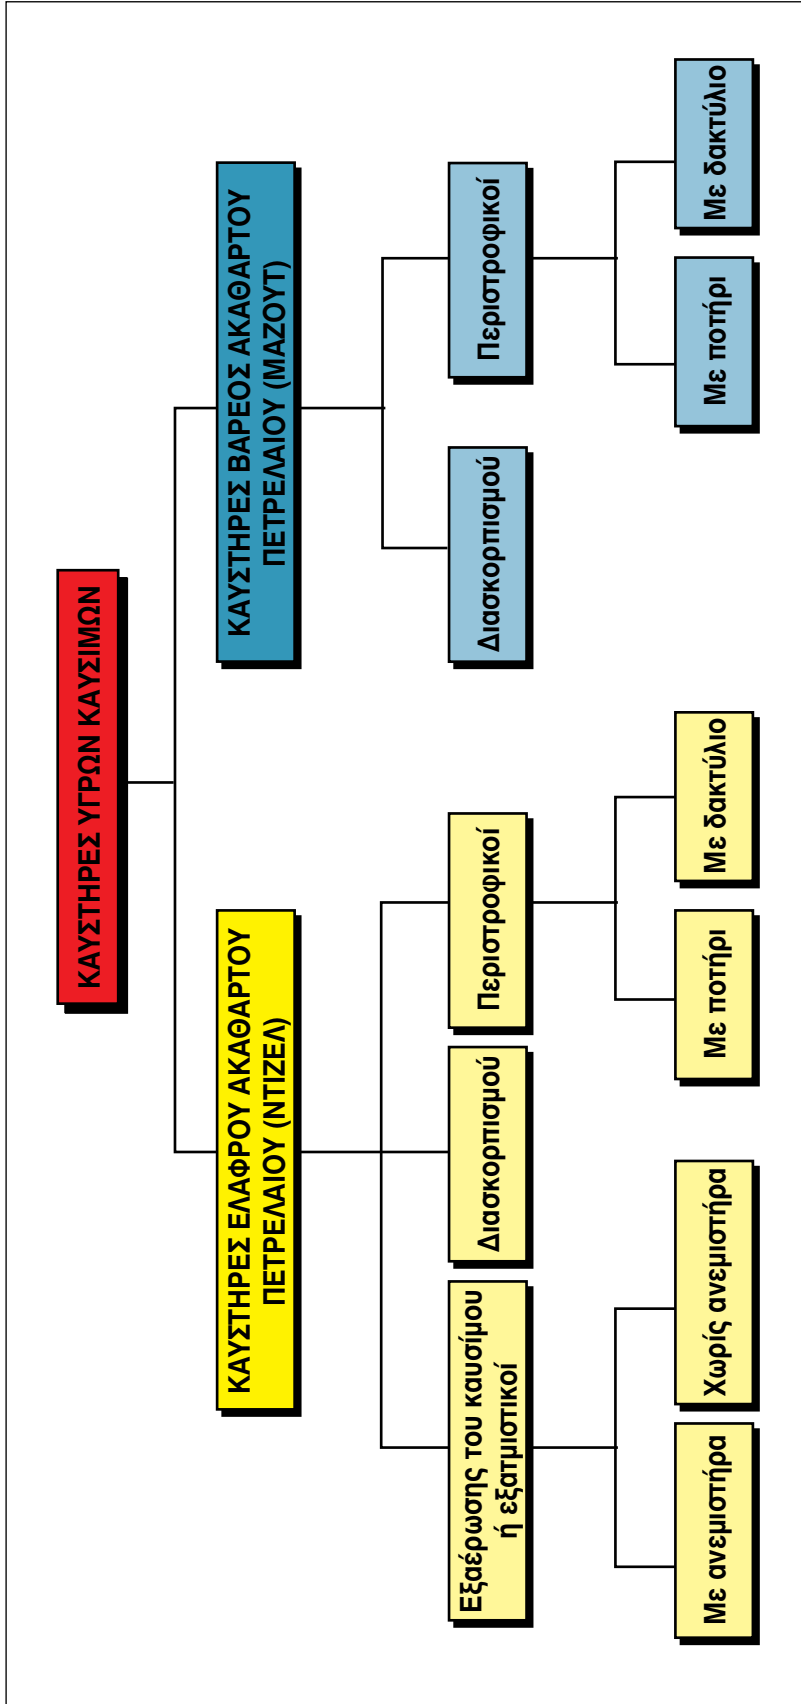 ΚΑΥΣΤΗΡΕΣ ΥΓΡΩΝ ΚΑΥΣΙΜΩΝ
ΚΑΥΣΤΗΡΕΣ ΕΛΑΦΡΟΥ ΑΚΑΘΑΡΤΟΥ
ΠΕΤΡΕΛΑΙΟΥ (ΝΤΙΖΕΛ)
ΚΑΥΣΤΗΡΕΣ ΒΑΡΕΟΣ ΑΚΑΘΑΡΤΟΥ
ΠΕΤΡΕΛΑΙΟΥ (ΜΑΖΟΥΤ)
Εξαέρωσης του καυσίμου
ή εξατμιστικοί
Διασκορπισμού
Περιστροφικοί
Διασκορπισμού
Περιστροφικοί
Με ανεμιστήρα
Χωρίς ανεμιστήρα
Με ποτήρι
Με δακτύλιο
Με ποτήρι
Με δακτύλιο